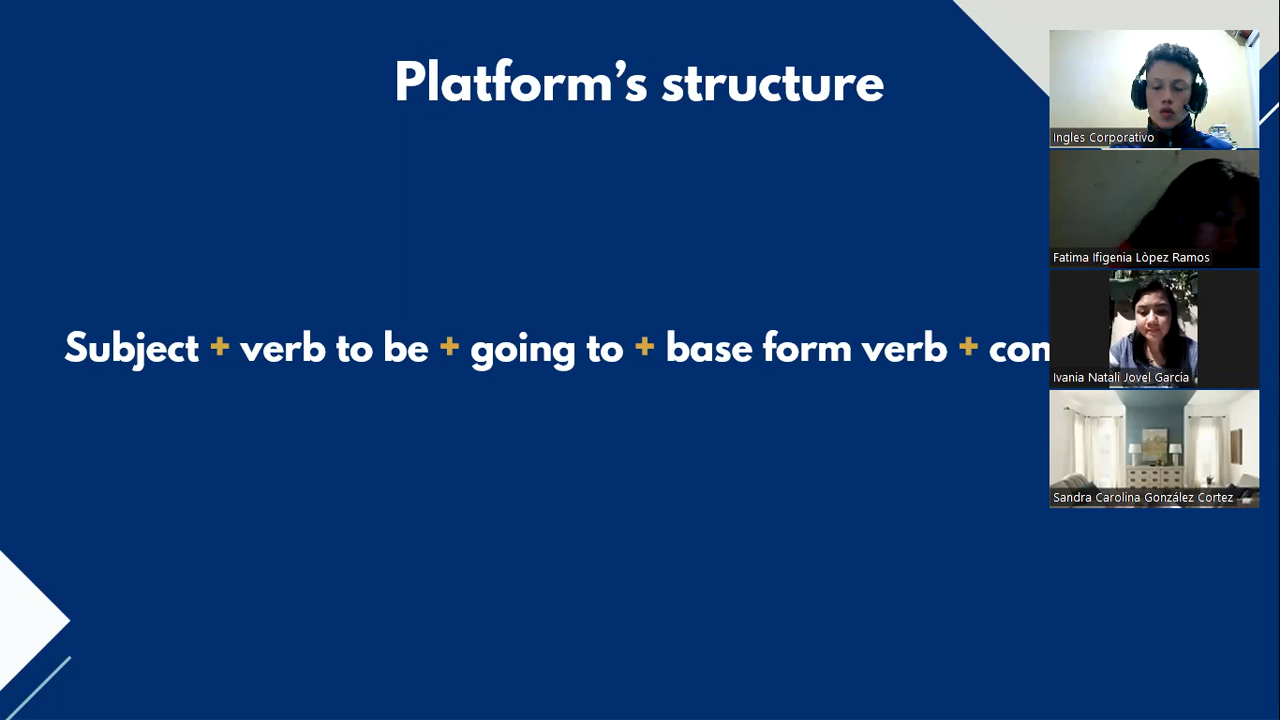 Platform's structure
Subject + verb to be + going to + base form verb + con
Ingles Corporativo
Fatima Ifigenia Lòpez Ramos
Ivania Natali Jovel Garcia
Sandra Carolina González Cortez